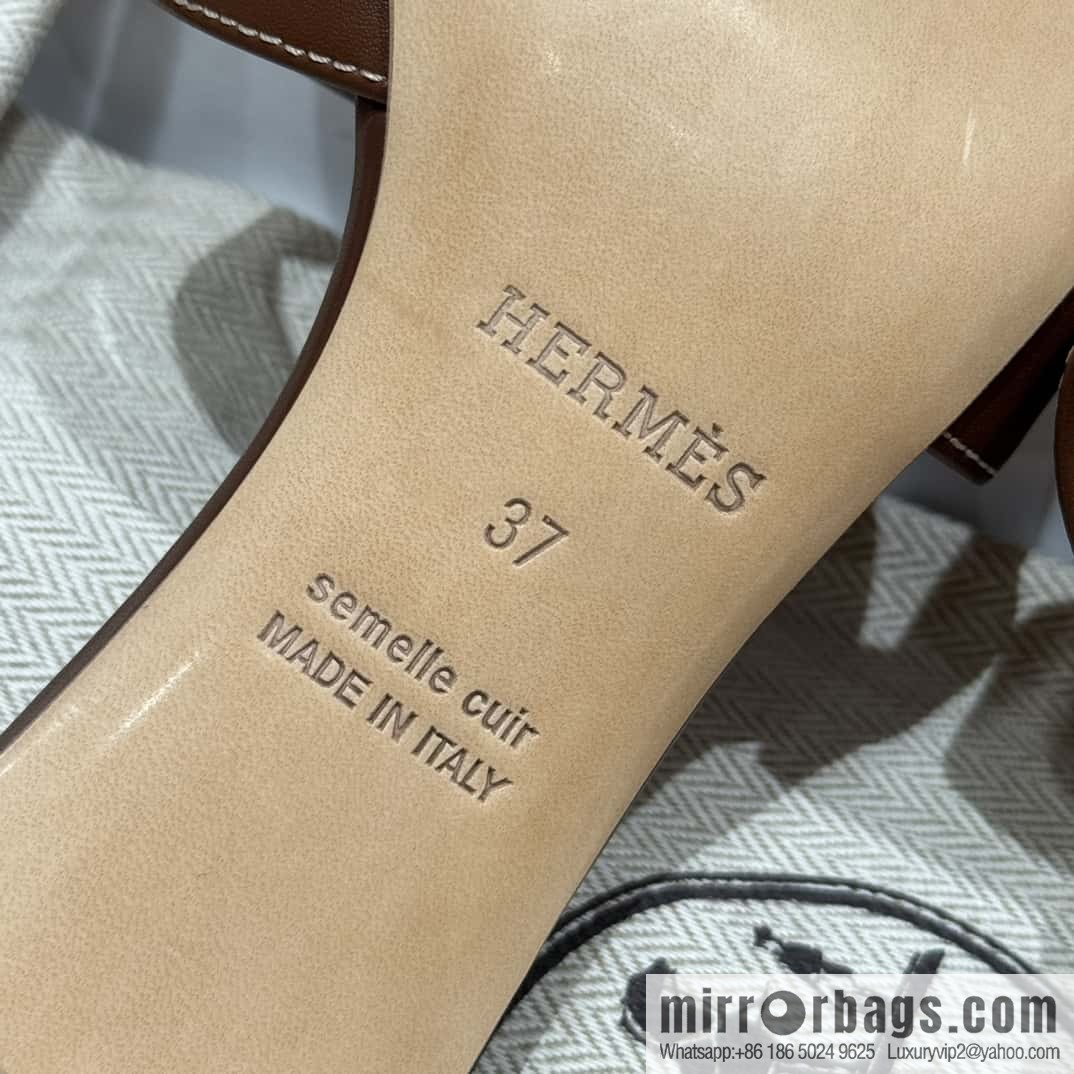 HERMÈS
37
semelle cuir
MADE IN ITALY
mirrorbags.com
Whatsapp:+86 186 5024 9625 Luxuryvip2@yahoo.com